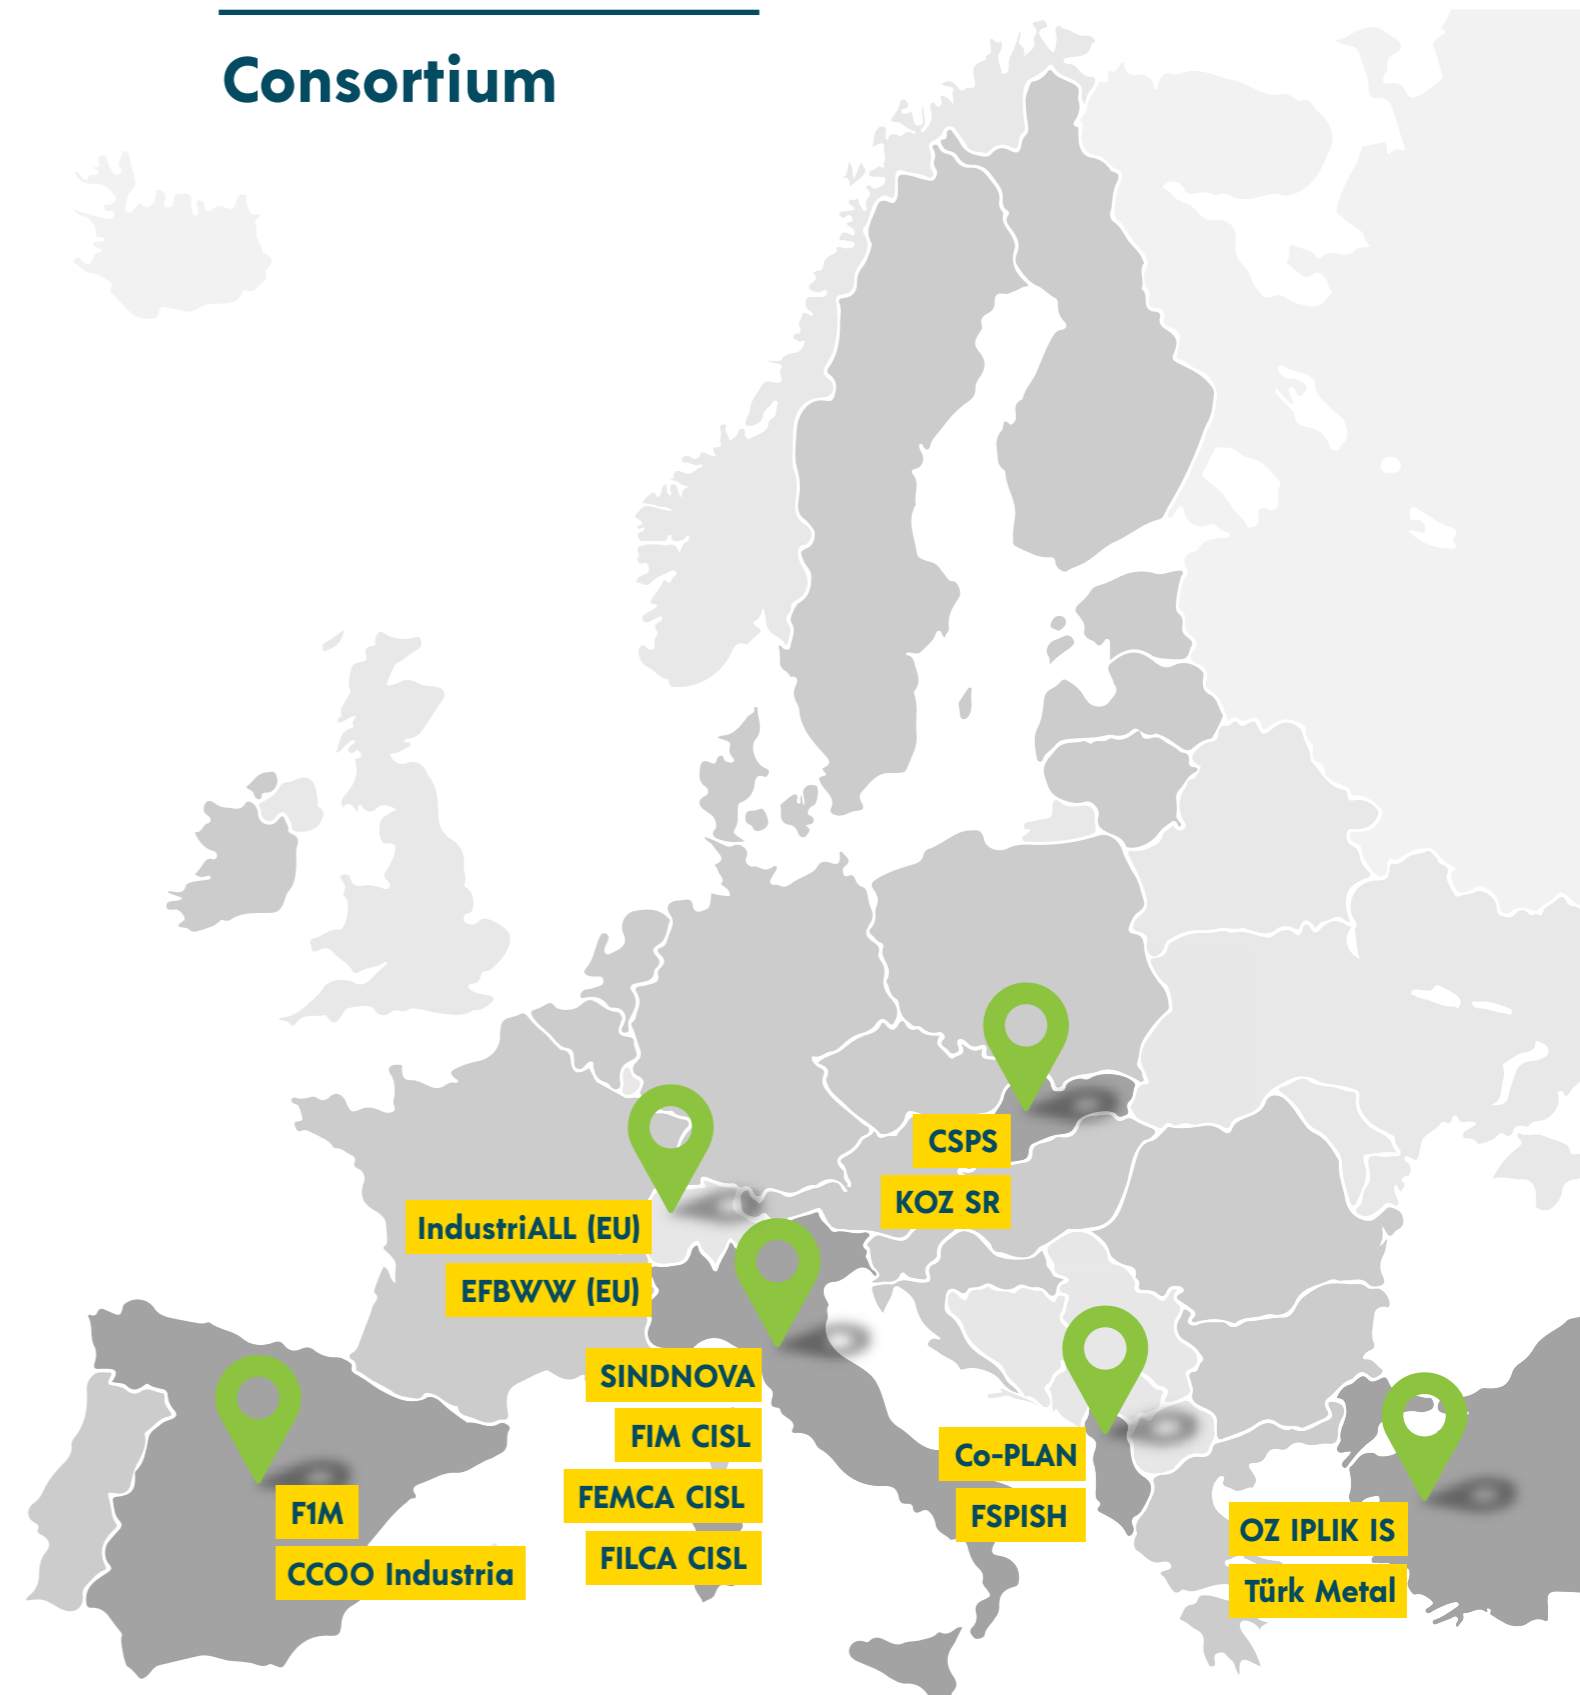 Consortium
CSPS
KOZ SR
IndustriALL (EU)
EFBWW (EU)
SINDNOVA
FIM CISL
FEMCA CISL
FILCA CISL
Co-PLAN
FSPISH
F1M
CCOO Industria
OZ IPLIK IS
Türk Metal